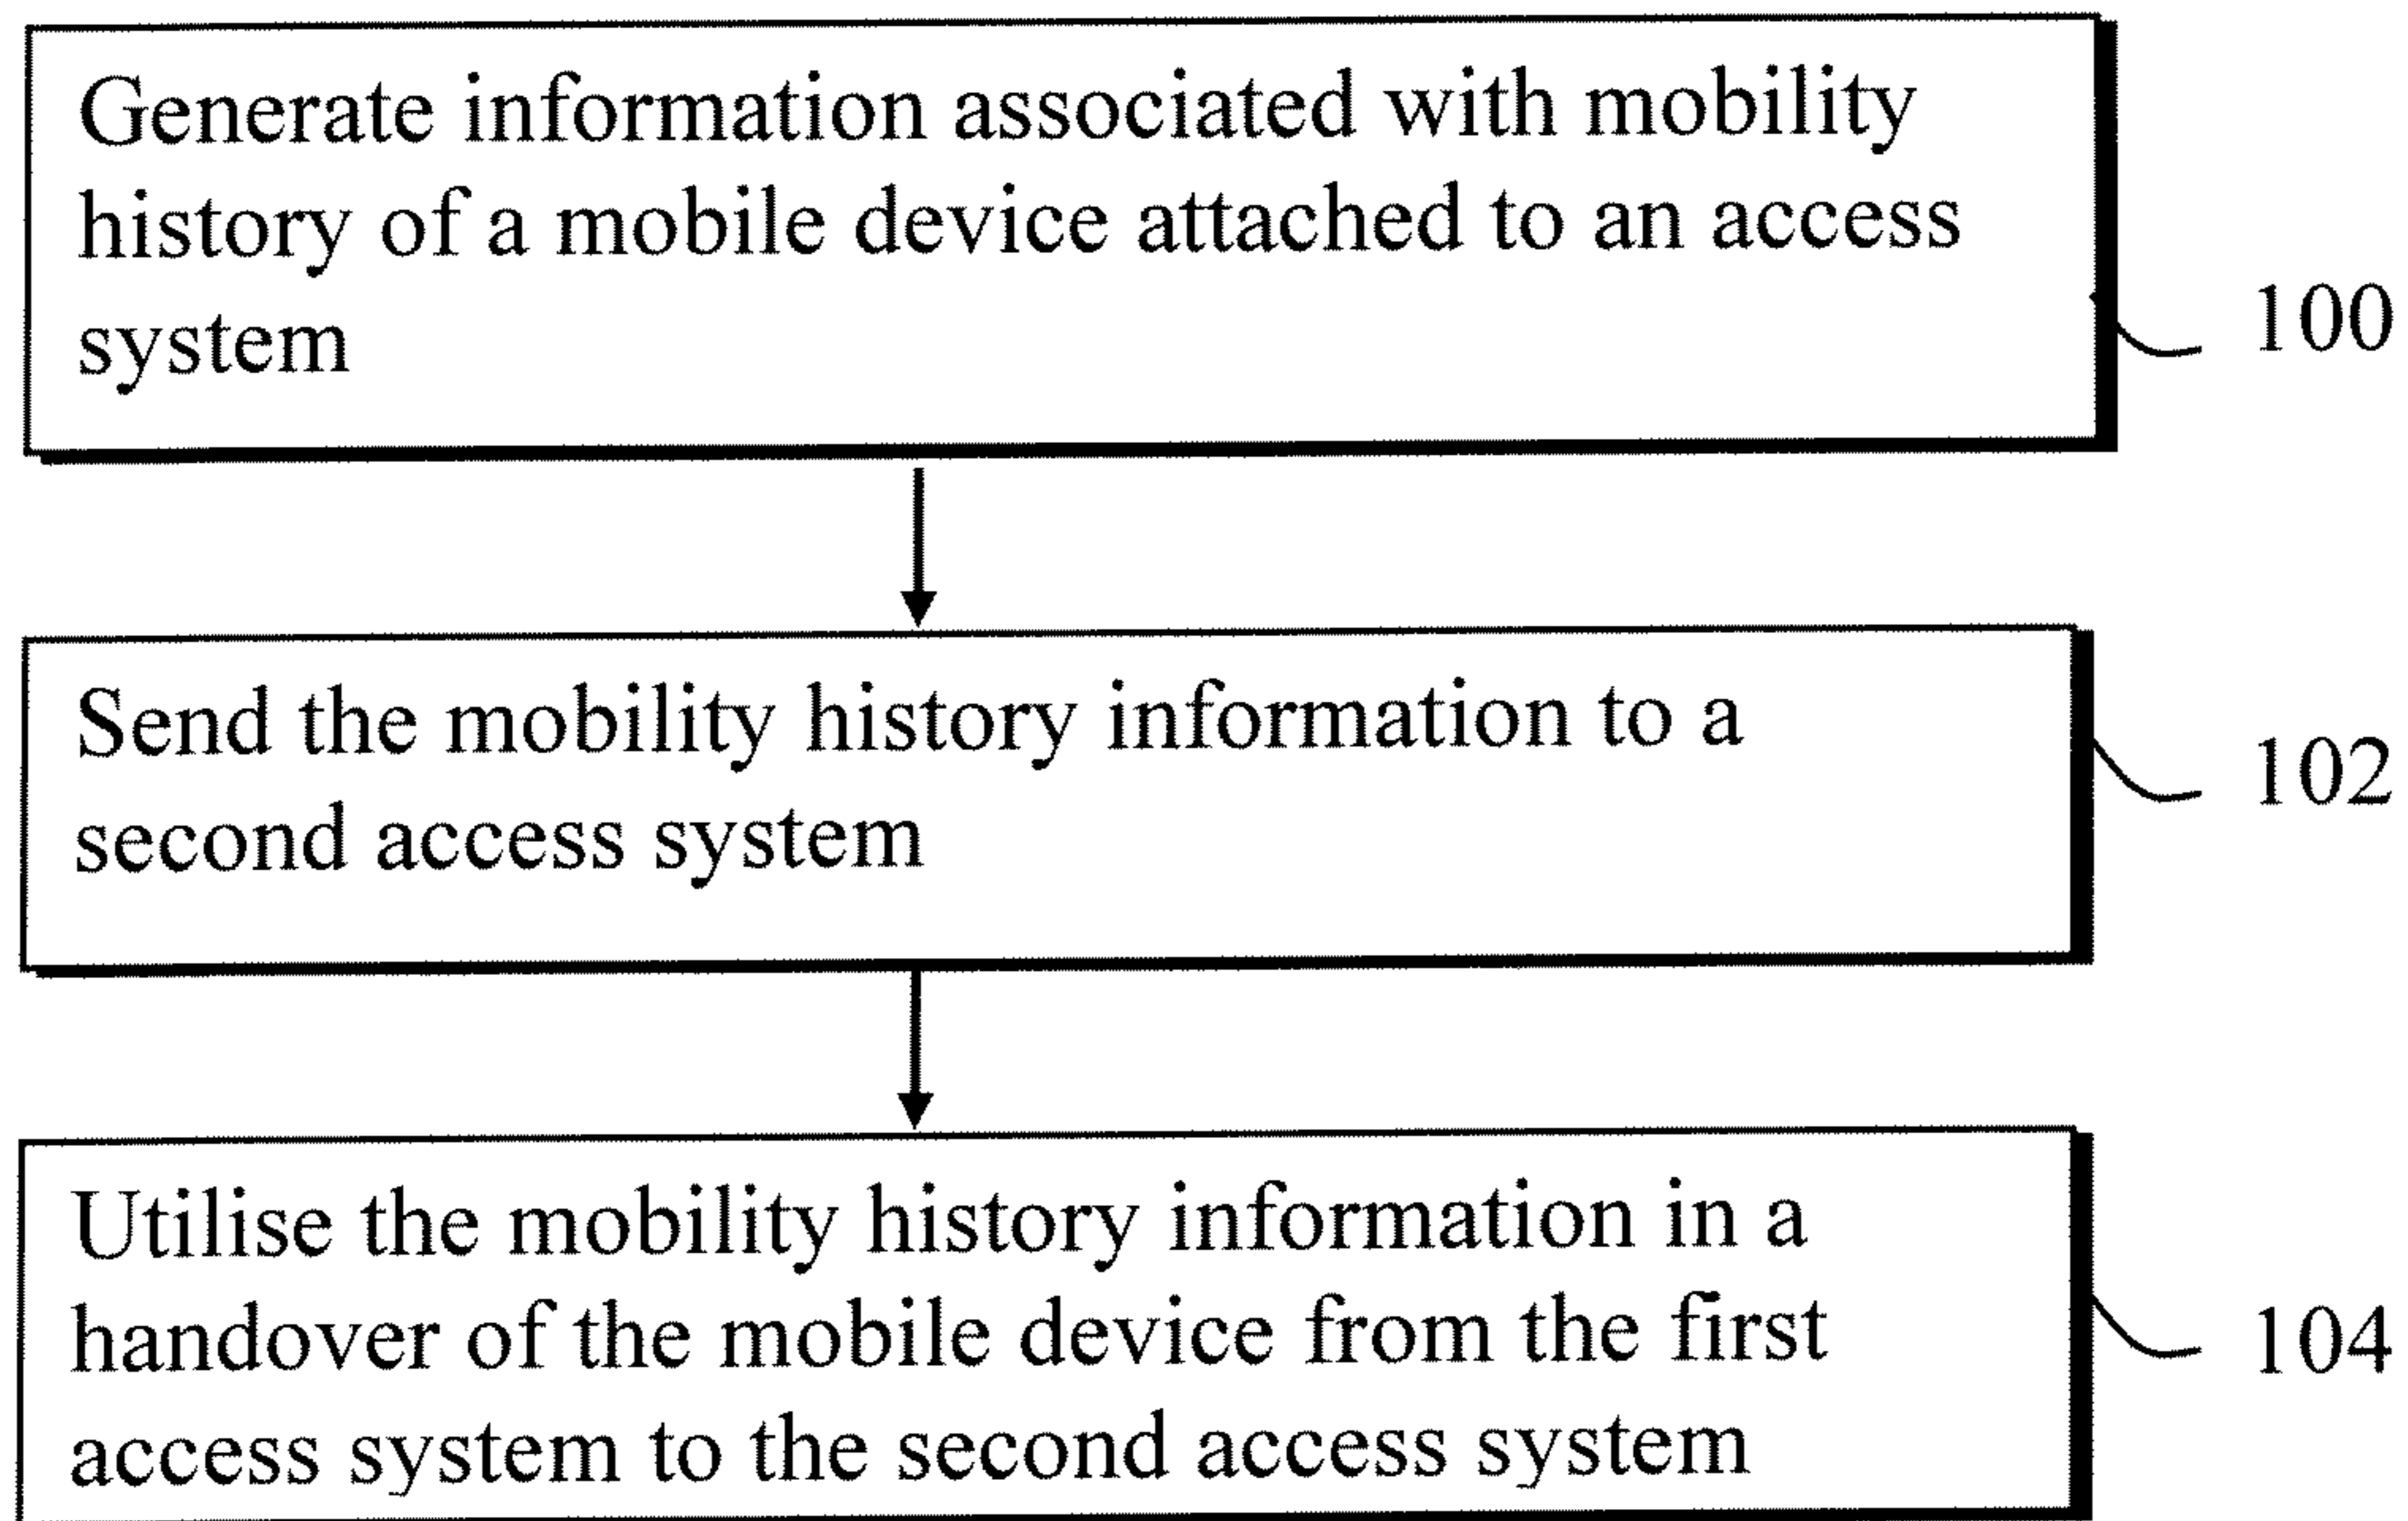 Generate information associated with mobility
history of a mobile device attached to an access
system
100
Send the mobility history information to a
second access system
102
Utilise the mobility history information in a
handover of the mobile device from the first
access system to the second access system
104